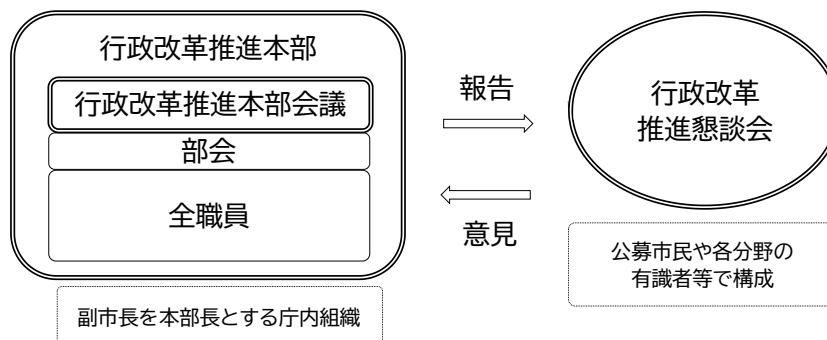 行政改革推進本部
行政改革推進本部会議
部会
全職員
副市長を本部長とする庁内組織
報告
意見
行政改革
推進懇談会
公募市民や各分野の
有識者等で構成